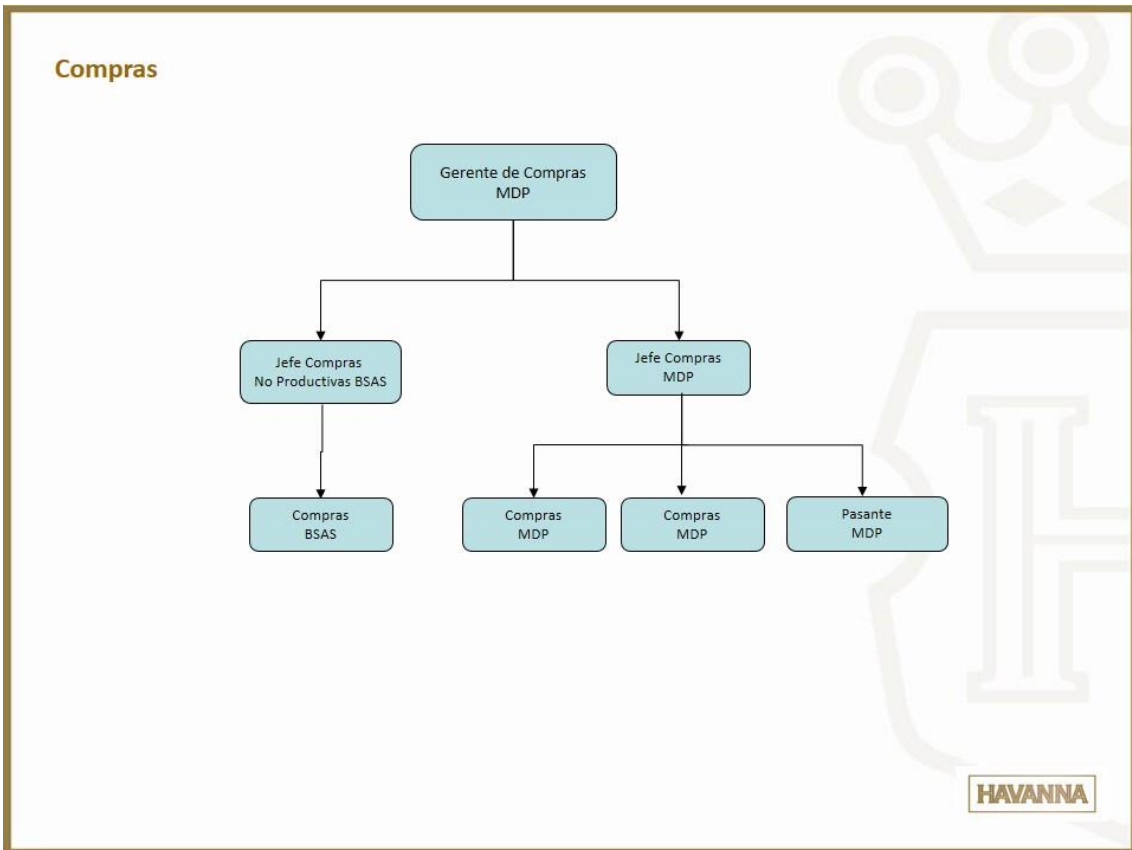 Compras
Gerente de Compras
MDP
Jefe Compras
No Productivas BSAS
Jefe Compras
MDP
Compras
BSAS
Compras
MDP
Compras
MDP
Pasante
MDP
HAVANNA